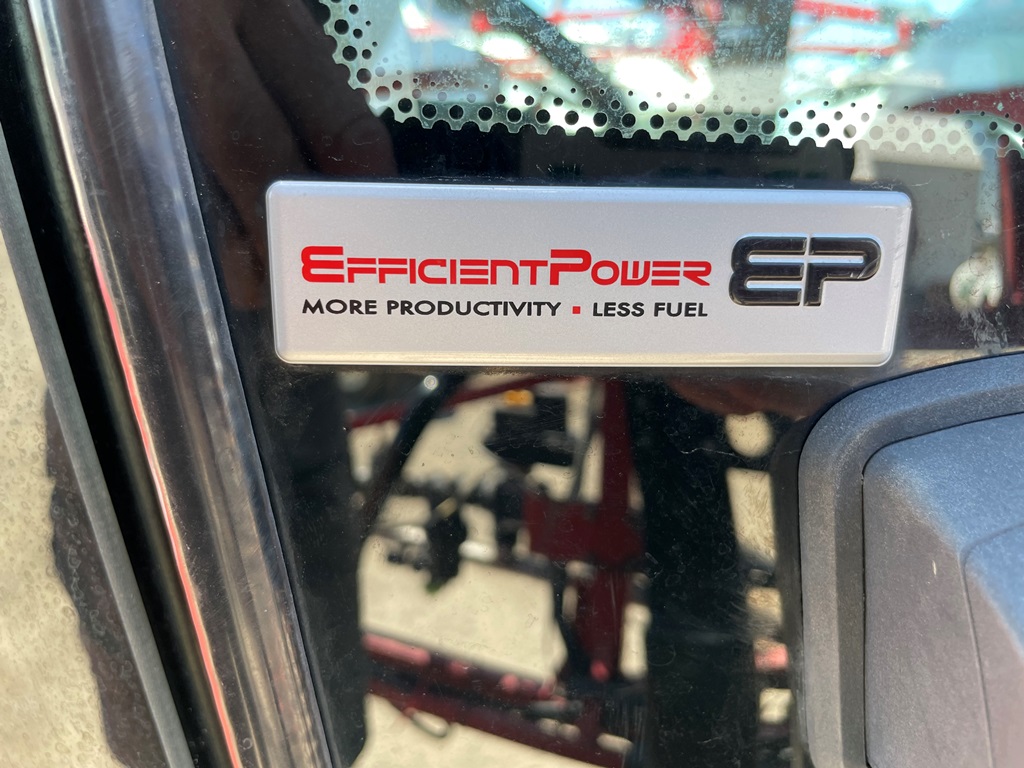 EFFICIENTPOWER EP
MORE PRODUCTIVITY ▪ LESS FUEL